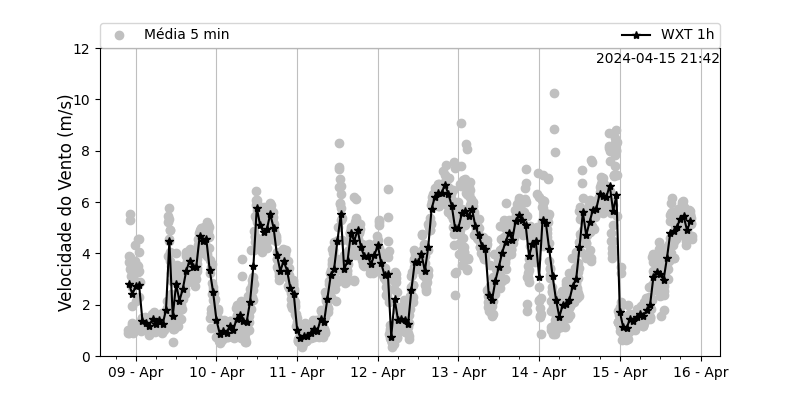 Média 5 min
WXT 1h
2024-04-15 21:42
Velocidade do Vento (m/s)
12
10
8
6
4
2
0
09 - Apr 10 - Apr 11 - Apr 12 - Apr 13 - Apr 14 - Apr 15 - Apr 16 - Apr